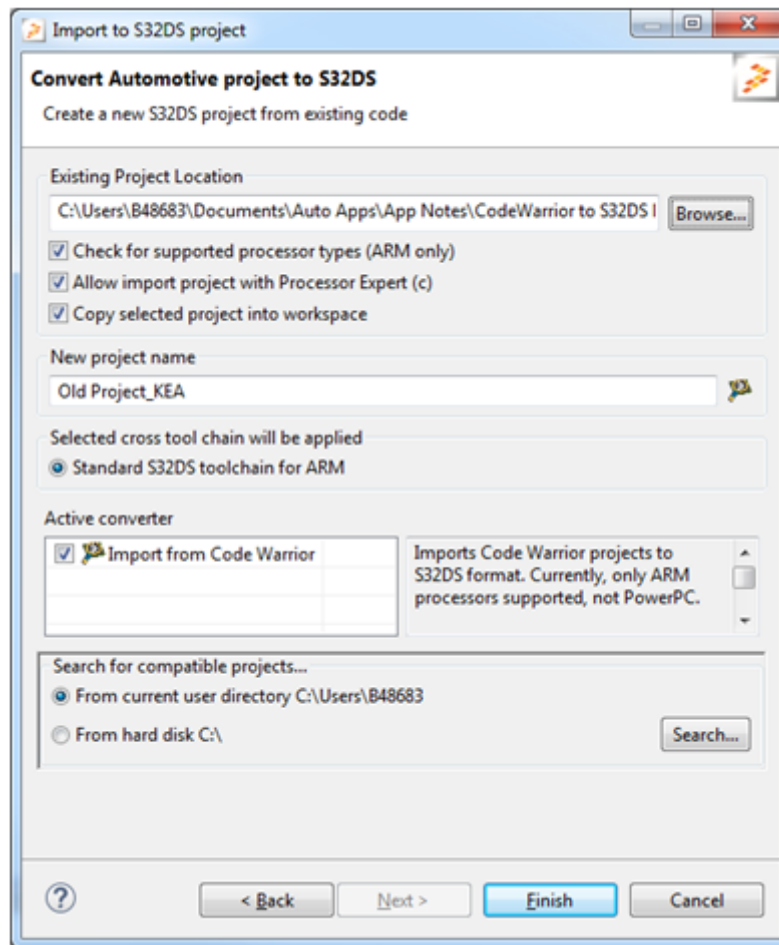 Import to S32DS project
Convert Automotive project to S32DS
Create a new S32DS project from existing code
Existing Project Location
C:\Users\B48683\Documents\Auto Apps\App Notes\CodeWarrior to S32DS
Browse...
Check for supported processor types (ARM only)
Allow import project with Processor Expert (c)
Copy selected project into workspace
New project name
Old Project_KEA
Selected cross tool chain will be applied
Standard S32DS toolchain for ARM
Active converter
Import from Code Warrior
Imports Code Warrior projects to
S32DS format. Currently, only ARM
processors supported, not PowerPC.
Search for compatible projects...
From current user directory C:\Users\B48683
From hard disk C:\
Search...
?
< Back
Next >
Finish
Cancel